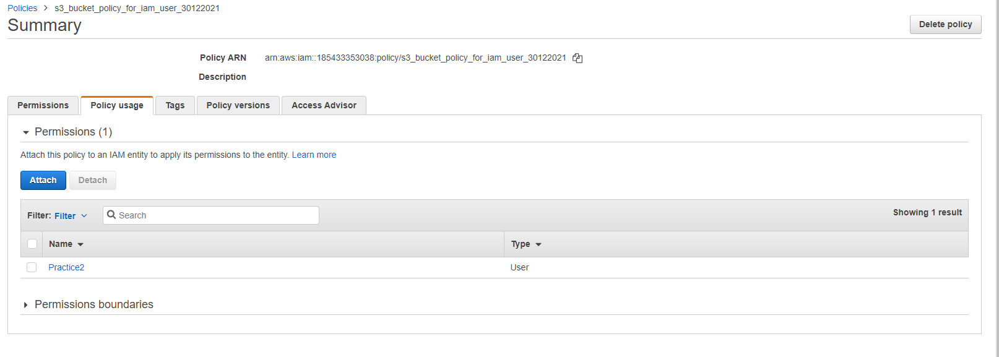 Policies > s3_bucket_policy_for_iam_user_30122021
Summary
Delete policy
Policy ARN arn:aws:iam::185433353038:policy/s3_bucket_policy_for_iam_user_30122021
Description
Permissions Policy usage Tags Policy versions Access Advisor
Permissions (1)
Attach this policy to an IAM entity to apply its permissions to the entity. Learn more
Attach Detach
Filter: Filter Search Showing 1 result
Name Type
Practice2 User
Permissions boundaries